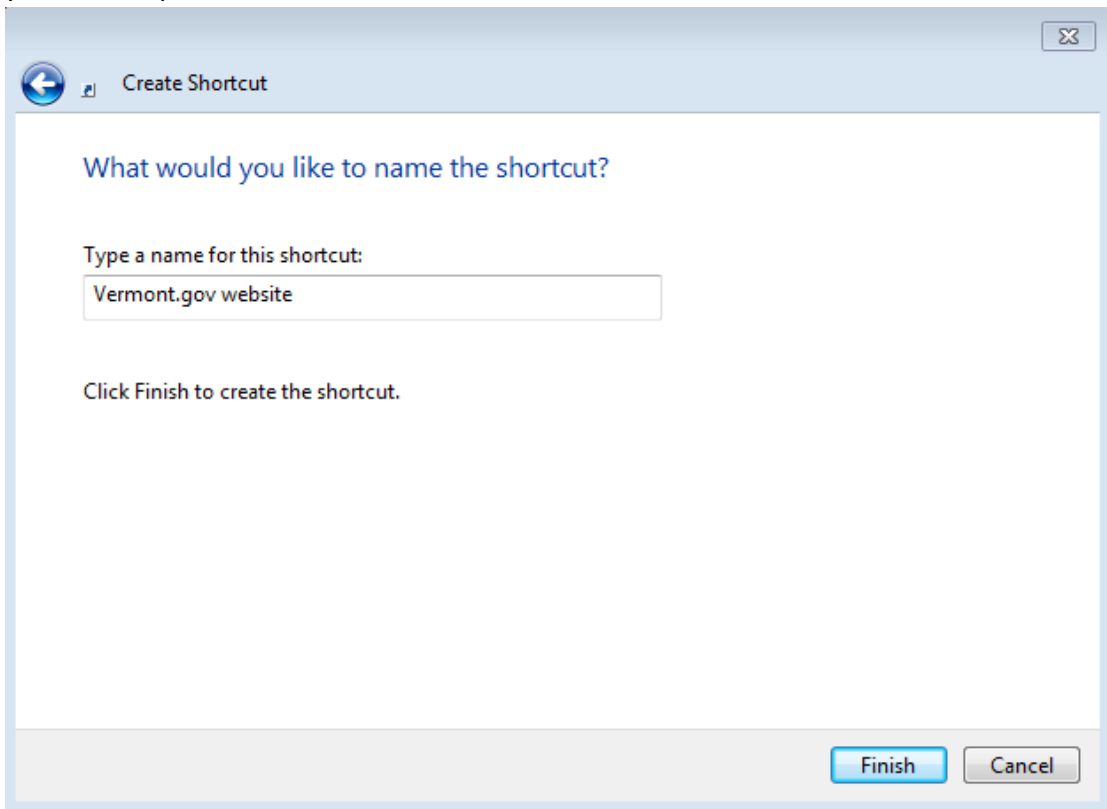 Create Shortcut
What would you like to name the shortcut?
Type a name for this shortcut:
Vermont.gov website
Click Finish to create the shortcut.
Finish Cancel